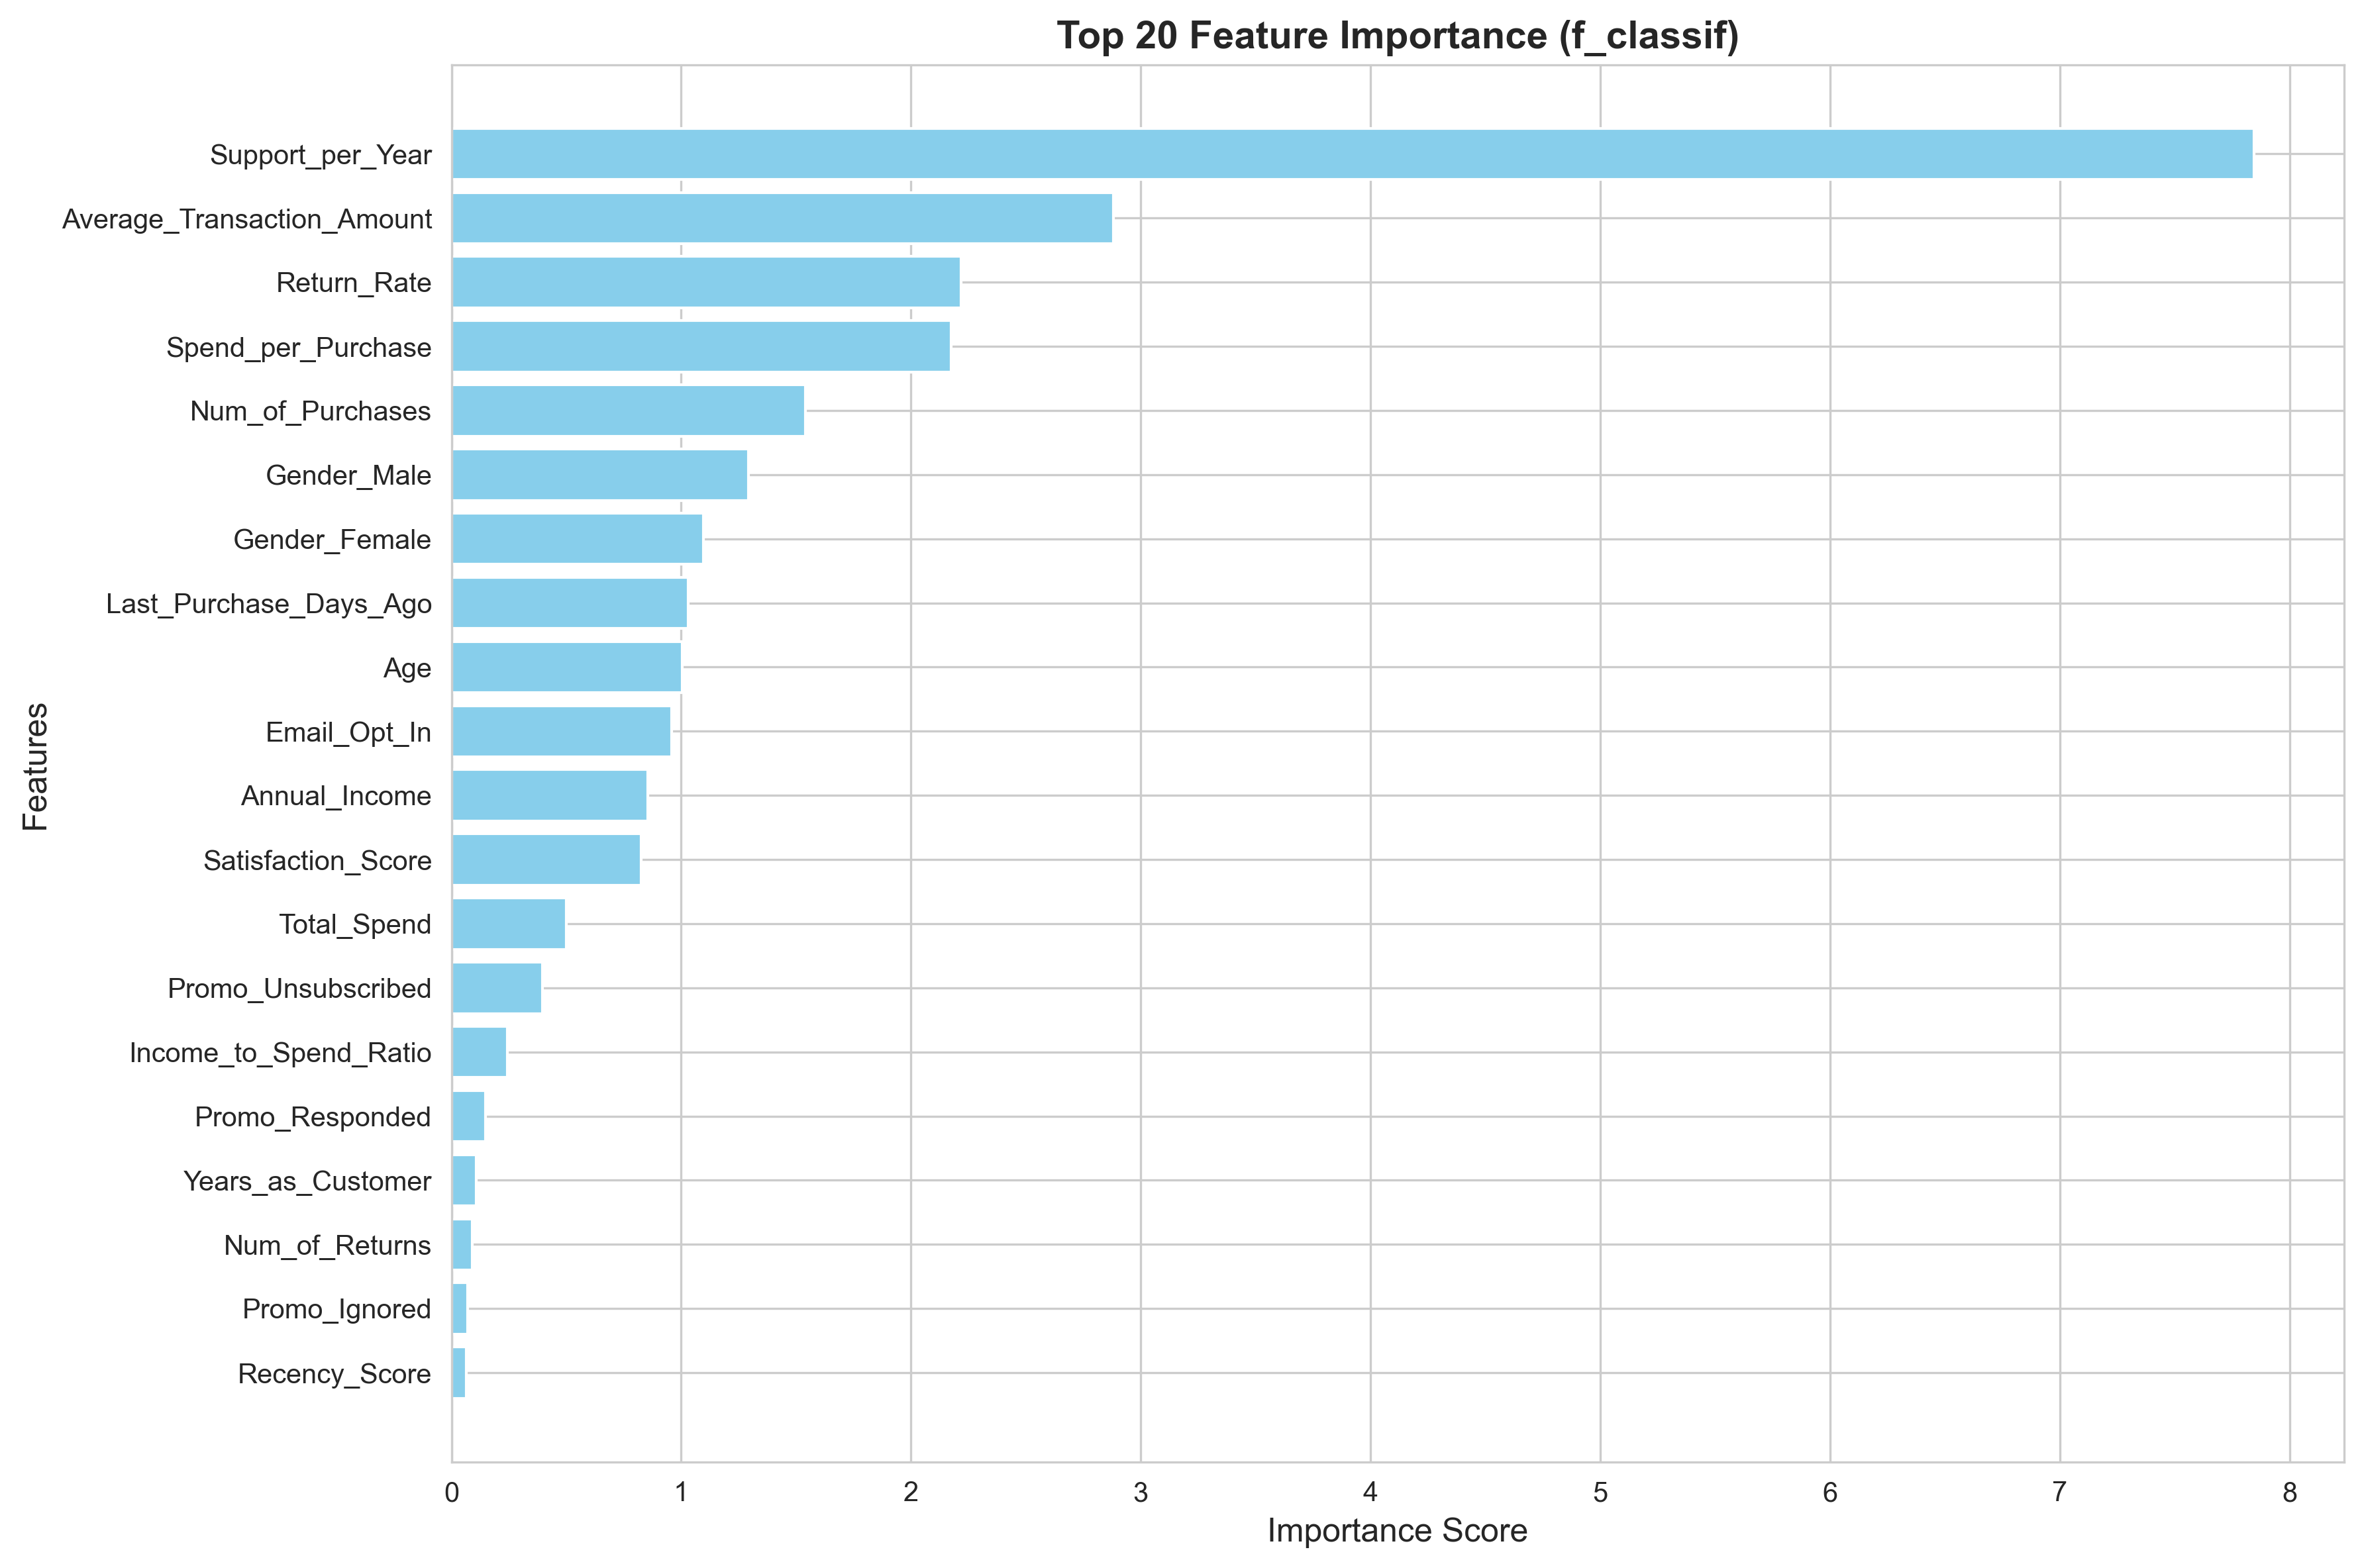 Top 20 Feature Importance (f_classif)
Features
Support_per_Year
Average_Transaction_Amount
Return_Rate
Spend_per_Purchase
Num_of_Purchases
Gender_Male
Gender_Female
Last_Purchase_Days_Ago
Age
Email_Opt_In
Annual_Income
Satisfaction_Score
Total_Spend
Promo_Unsubscribed
Income_to_Spend_Ratio
Promo_Responded
Years_as_Customer
Num_of_Returns
Promo_Ignored
Recency_Score
0 1 2 3 4 5 6 7 8
Importance Score